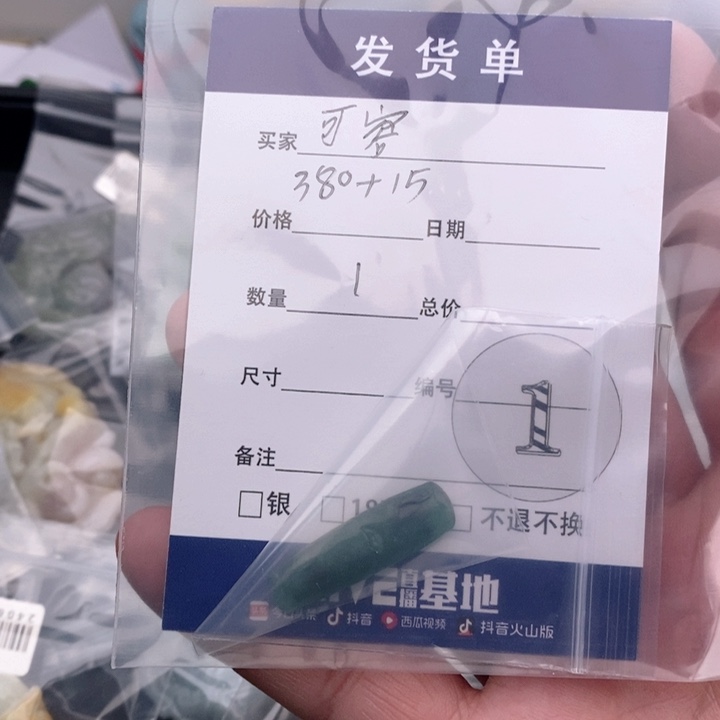 发货单
买家 可客
380+15
价格 日期
数量 1 总价
尺寸 编号
1
备注
银 不退不换
基地
抖音 西瓜视频 抖音火山版